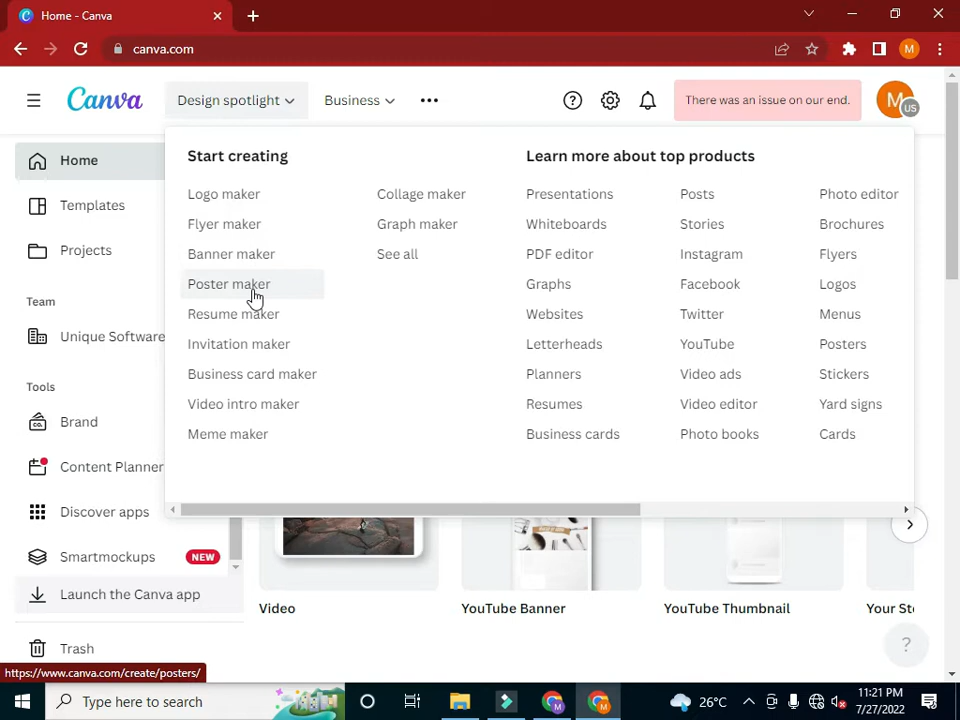 Home - Canva
canva.com
M
Canva
Design spotlight
Business
There was an issue on our end.
M
US
Home
Templates
Projects
Team
Unique Software
Tools
Brand
Content Planner
Discover apps
Smartmockups NEW
Launch the Canva app
Trash
Start creating
Logo maker
Flyer maker
Banner maker
Poster maker
Resume maker
Invitation maker
Business card maker
Video intro maker
Meme maker
Collage maker
Graph maker
See all
Learn more about top products
Presentations
Whiteboards
PDF editor
Graphs
Websites
Letterheads
Planners
Resumes
Business cards
Posts
Stories
Instagram
Facebook
Twitter
YouTube
Video ads
Video editor
Photo books
Photo editor
Brochures
Flyers
Logos
Menus
Posters
Stickers
Yard signs
Cards
Video
YouTube Banner
YouTube Thumbnail
Your Sto
?
https://www.canva.com/create/posters/
Type here to search
26°C
11:21 PM
7/27/2022